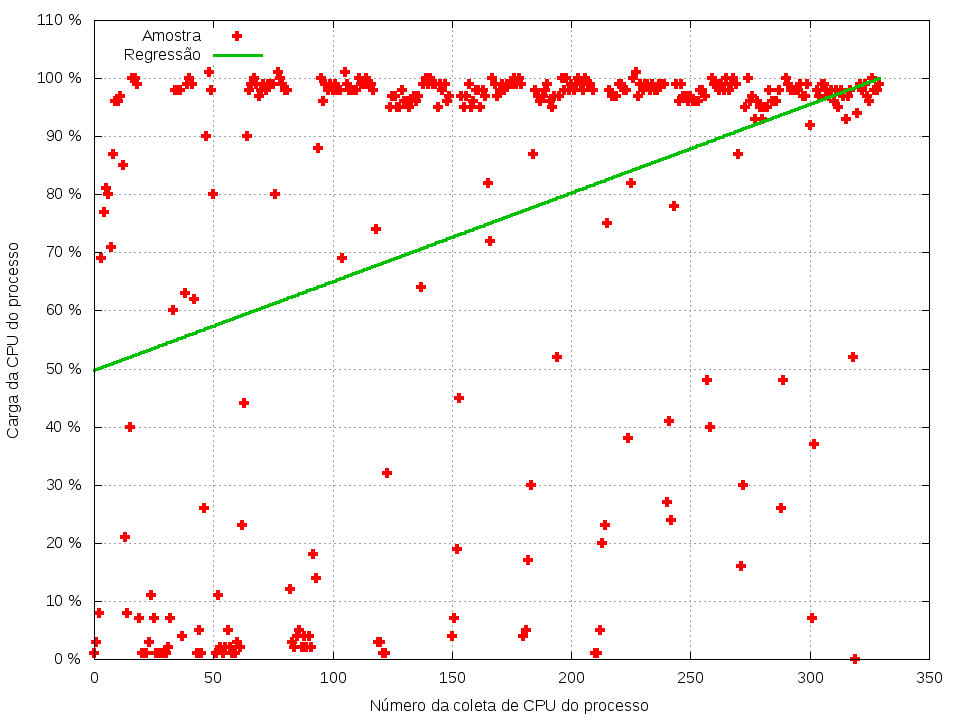 110 %
Amostra
Regressão
100 %
90 %
80 %
70 %
60 %
50 %
40 %
30 %
20 %
10 %
0 %
0 50 100 150 200 250 300 350
Carga da CPU do processo
Número da coleta de CPU do processo